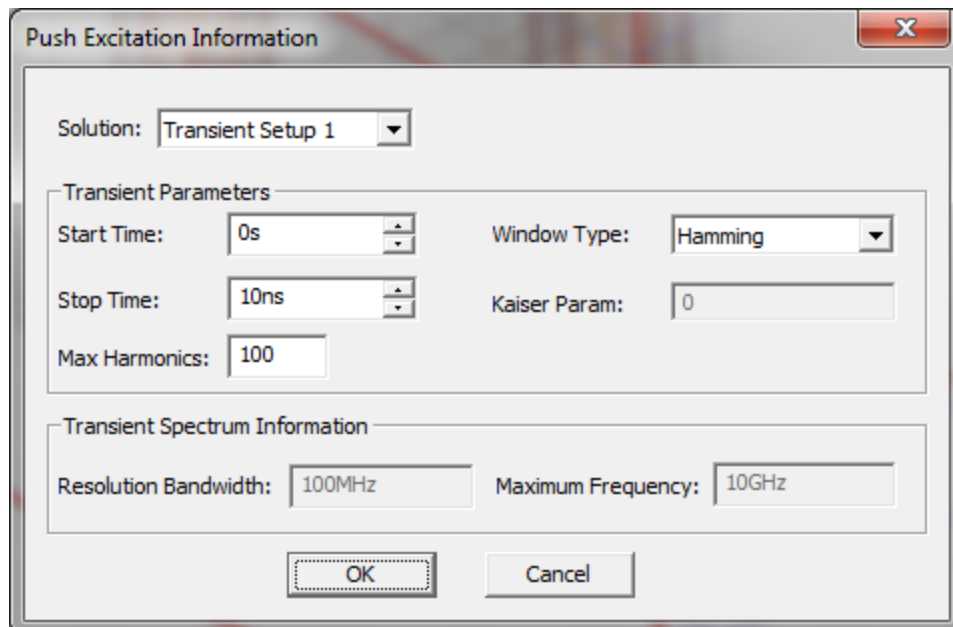 Push Excitation Information
Solution: Transient Setup 1
Transient Parameters
Start Time: 0s Window Type: Hamming
Stop Time: 10ns Kaiser Param: 0
Max Harmonics: 100
Transient Spectrum Information
Resolution Bandwidth: 100MHz Maximum Frequency: 10GHz
OK Cancel